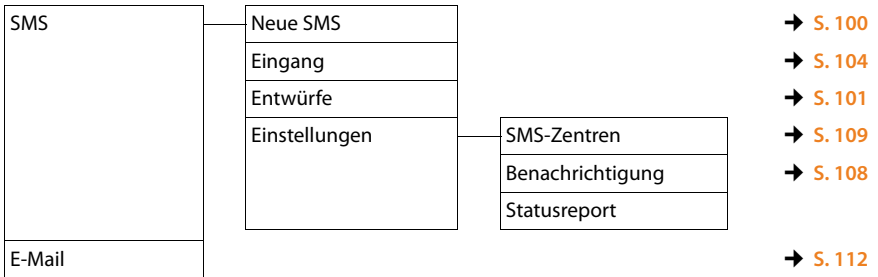 SMS Neue SMS ➔ S. 100
Eingang ➔ S. 104
Entwürfe ➔ S. 101
Einstellungen SMS-Zentren ➔ S. 109
Benachrichtigung ➔ S. 108
Statusreport
E-Mail ➔ S. 112